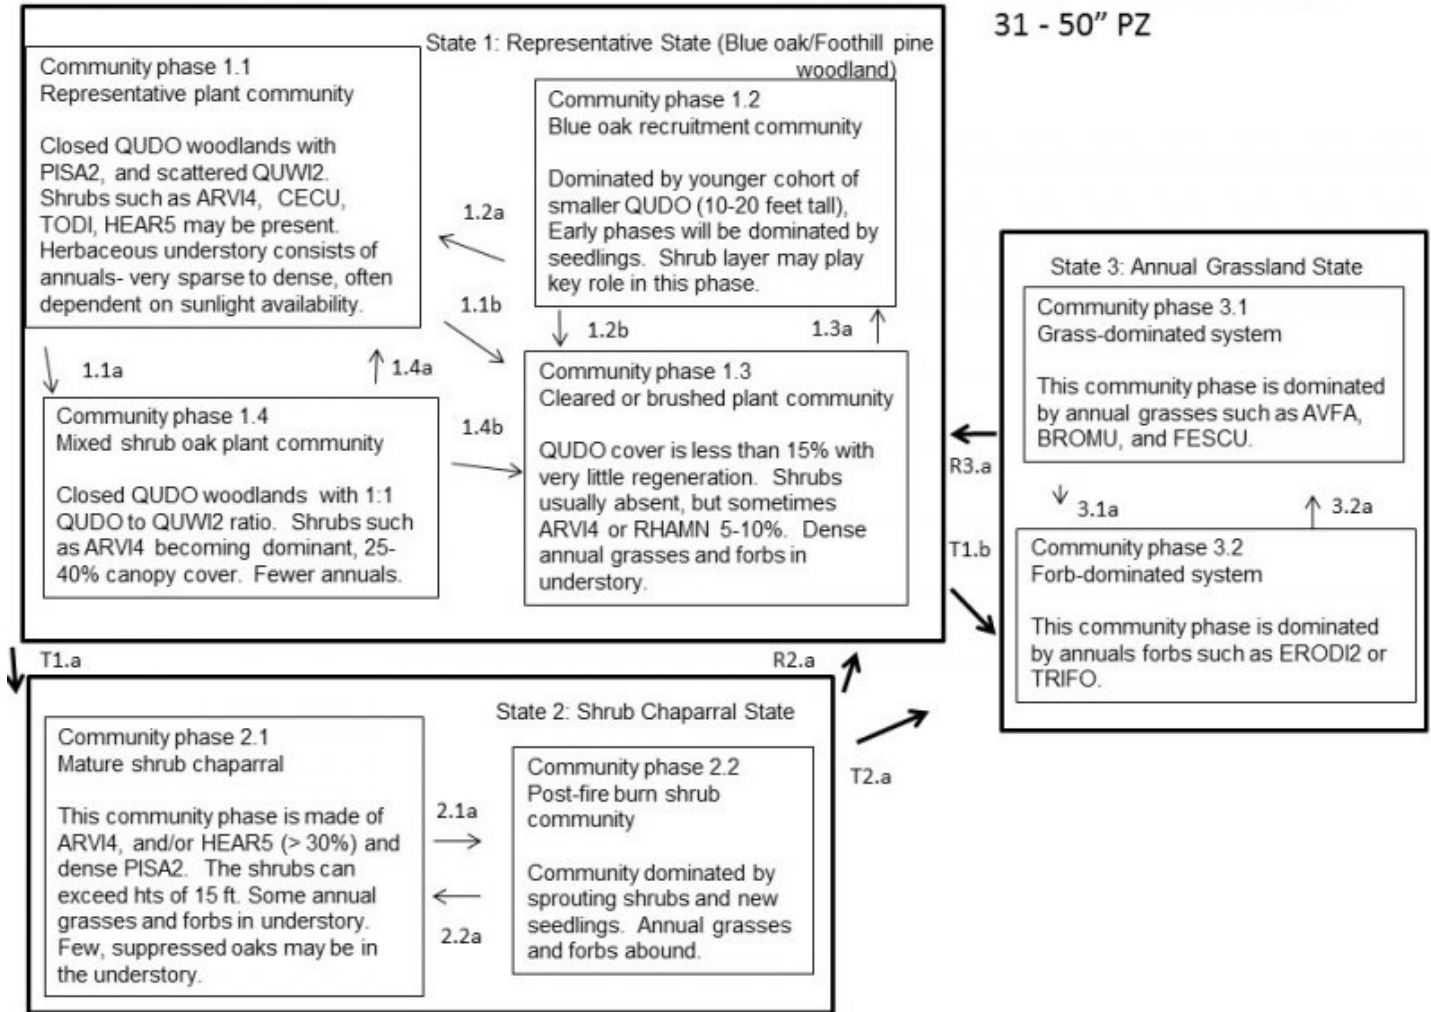 31 - 50” PZ
State 1: Representative State (Blue oak/Foothill pine
woodland)
Community phase 1.1
Representative plant community
Closed QUDO woodlands with
PISA2, and scattered QUWI2.
Shrubs such as ARVI4, CECU,
TODI, HEAR5 may be present.
Herbaceous understory consists of
annuals- very sparse to dense, often
dependent on sunlight availability.
Community phase 1.2
Blue oak recruitment community
Dominated by younger cohort of
smaller QUDO (10-20 feet tall),
Early phases will be dominated by
seedlings. Shrub layer may play
key role in this phase.
1.2a
1.1b
1.2b
1.3a
1.1a
1.4a
Community phase 1.4
Mixed shrub oak plant community
Closed QUDO woodlands with 1:1
QUDO to QUWI2 ratio. Shrubs such
as ARVI4 becoming dominant, 25-
40% canopy cover. Fewer annuals.
1.4b
Community phase 1.3
Cleared or brushed plant community
QUDO cover is less than 15% with
very little regeneration. Shrubs
usually absent, but sometimes
ARVI4 or RHAMN 5-10%. Dense
annual grasses and forbs in
understory.
State 3: Annual Grassland State
Community phase 3.1
Grass-dominated system
This community phase is dominated
by annual grasses such as AVFA,
BROMU, and FESCU.
R3.a
3.1a
3.2a
T1.b
Community phase 3.2
Forb-dominated system
This community phase is dominated
by annuals forbs such as ERODI2 or
TRIFO.
T1.a
R2.a
State 2: Shrub Chaparral State
Community phase 2.1
Mature shrub chaparral
This community phase is made of
ARVI4, and/or HEAR5 (> 30%) and
dense PISA2. The shrubs can
exceed hts of 15 ft. Some annual
grasses and forbs in understory.
Few, suppressed oaks may be in
the understory.
2.1a
2.2a
Community phase 2.2
Post-fire burn shrub
community
Community dominated by
sprouting shrubs and new
seedlings. Annual grasses
and forbs abound.
T2.a